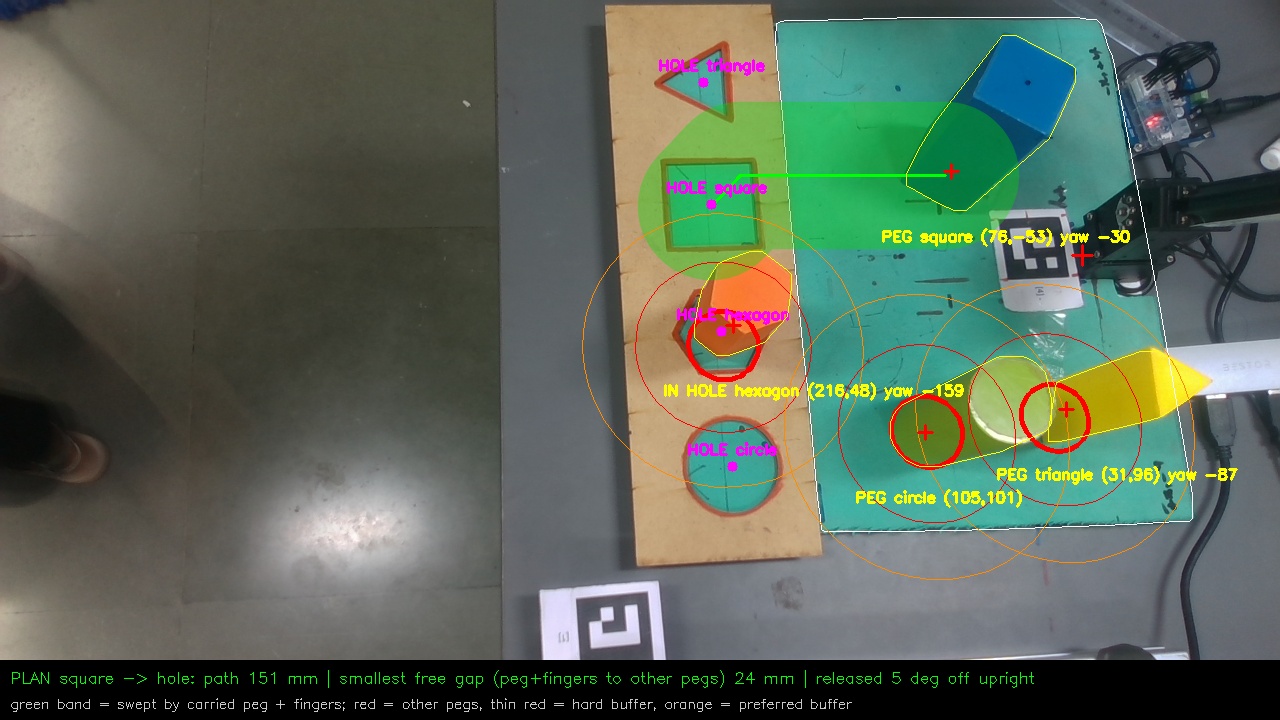 HOLE triangle
HOLE square
PEG square (76,-53) yaw -30
HOLE hexagon
IN HOLE hexagon (216,48) yaw -159
HOLE circle
PEG triangle (31,96) yaw -87
PEG circle (105,101)
PLAN square -> hole: path 151 mm | smallest free gap (peg+fingers to other pegs) 24 mm | released 5 deg off upright
green band = swept by carried peg + fingers; red = other pegs, thin red = hard buffer, orange = preferred buffer